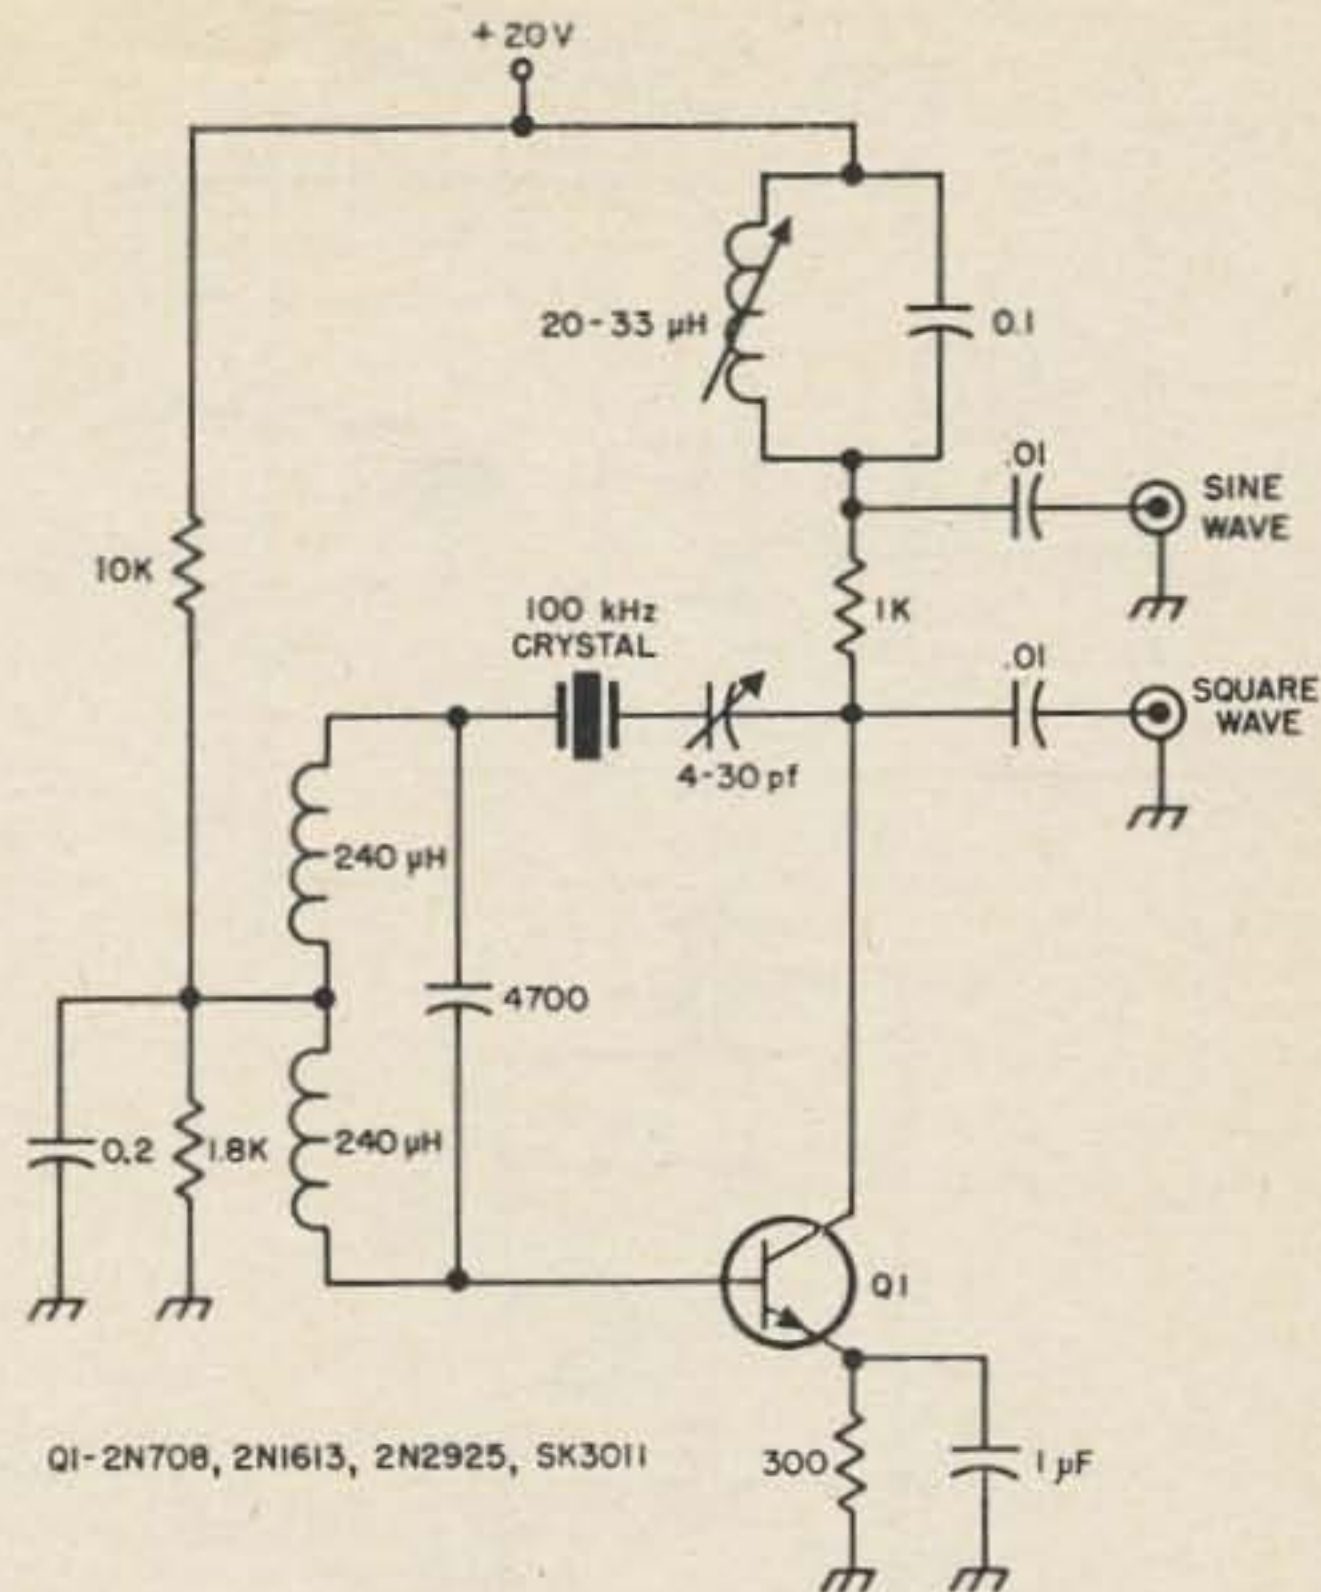 + 20V
20-33 µH
0.1
.01
SINE
WAVE
10K
1K
100 kHz
CRYSTAL
.01
SQUARE
WAVE
4-30 pf
240 µH
4700
0.2
1.8K
240 µH
Q1
Q1-2N708, 2N1613, 2N2925, SK3011
300
1 µF